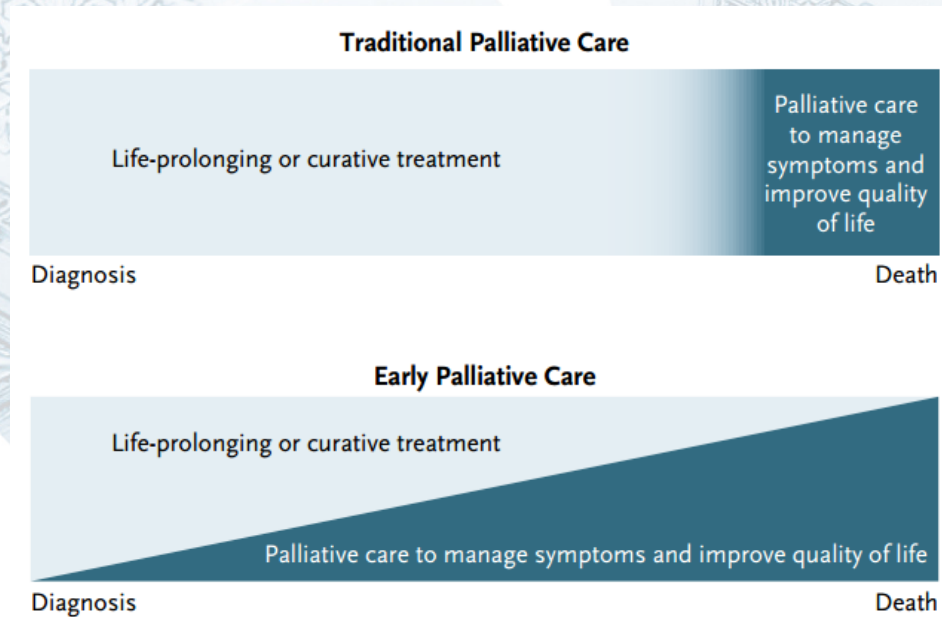 Traditional Palliative Care
Life-prolonging or curative treatment
Palliative care
to manage
symptoms and
improve quality
of life
Diagnosis
Death
Early Palliative Care
Life-prolonging or curative treatment
Palliative care to manage symptoms and improve quality of life
Diagnosis
Death